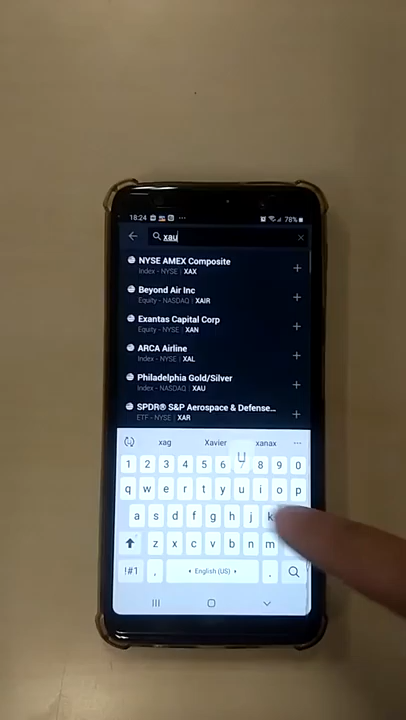 18:24 78%
xau
NYSE AMEX Composite
Index - NYSE | XAX
Beyond Air Inc
Equity - NASDAQ | XAIR
Exantas Capital Corp
Equity - NYSE | XAN
ARCA Airline
Index - NYSE | XAL
Philadelphia Gold/Silver
Index - NASDAQ | XAU
SPDR® S&P Aerospace & Defense...
ETF - NYSE | XAR
xag Xavier xanax ...
U
1 2 3 4 5 6 7 8 9 0
q w e r t y u i o p
a s d f g h j k
z x c v b n m
!#1 , English (US) .